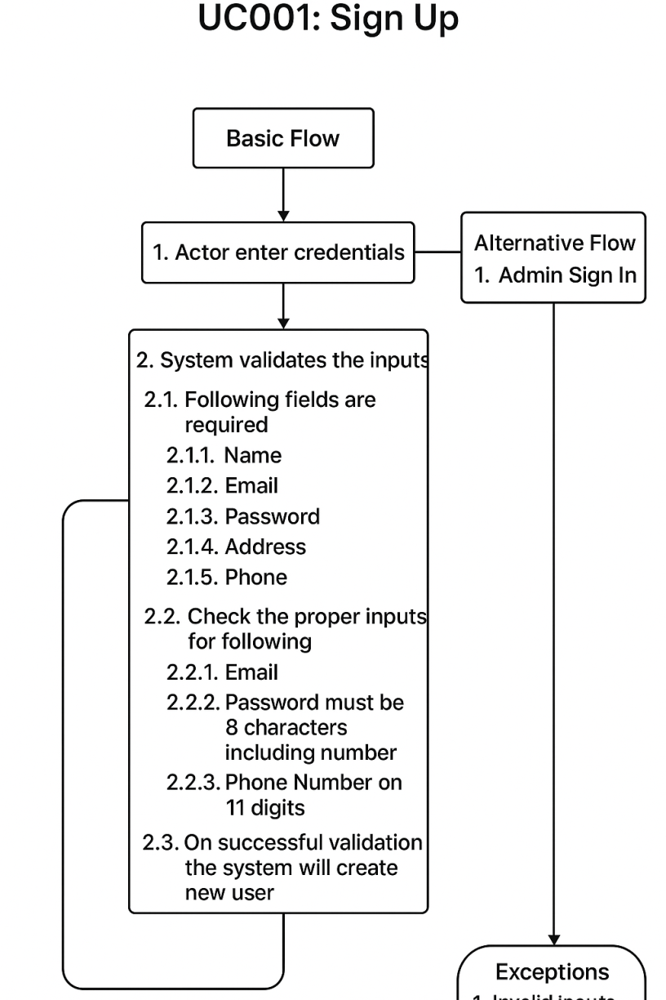 UC001: Sign Up
Basic Flow
1. Actor enter credentials
Alternative Flow
1. Admin Sign In
2. System validates the inputs
2.1. Following fields are
required
2.1.1. Name
2.1.2. Email
2.1.3. Password
2.1.4. Address
2.1.5. Phone
2.2. Check the proper inputs
for following
2.2.1. Email
2.2.2. Password must be
8 characters
including number
2.2.3. Phone Number on
11 digits
2.3. On successful validation
the system will create
new user
Exceptions
1. Invalid inputs